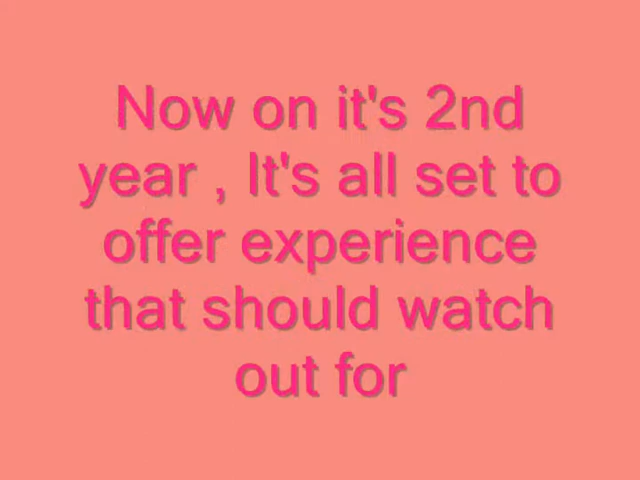 Now on it's 2nd
year , It's all set to
offer experience
that should watch
out for